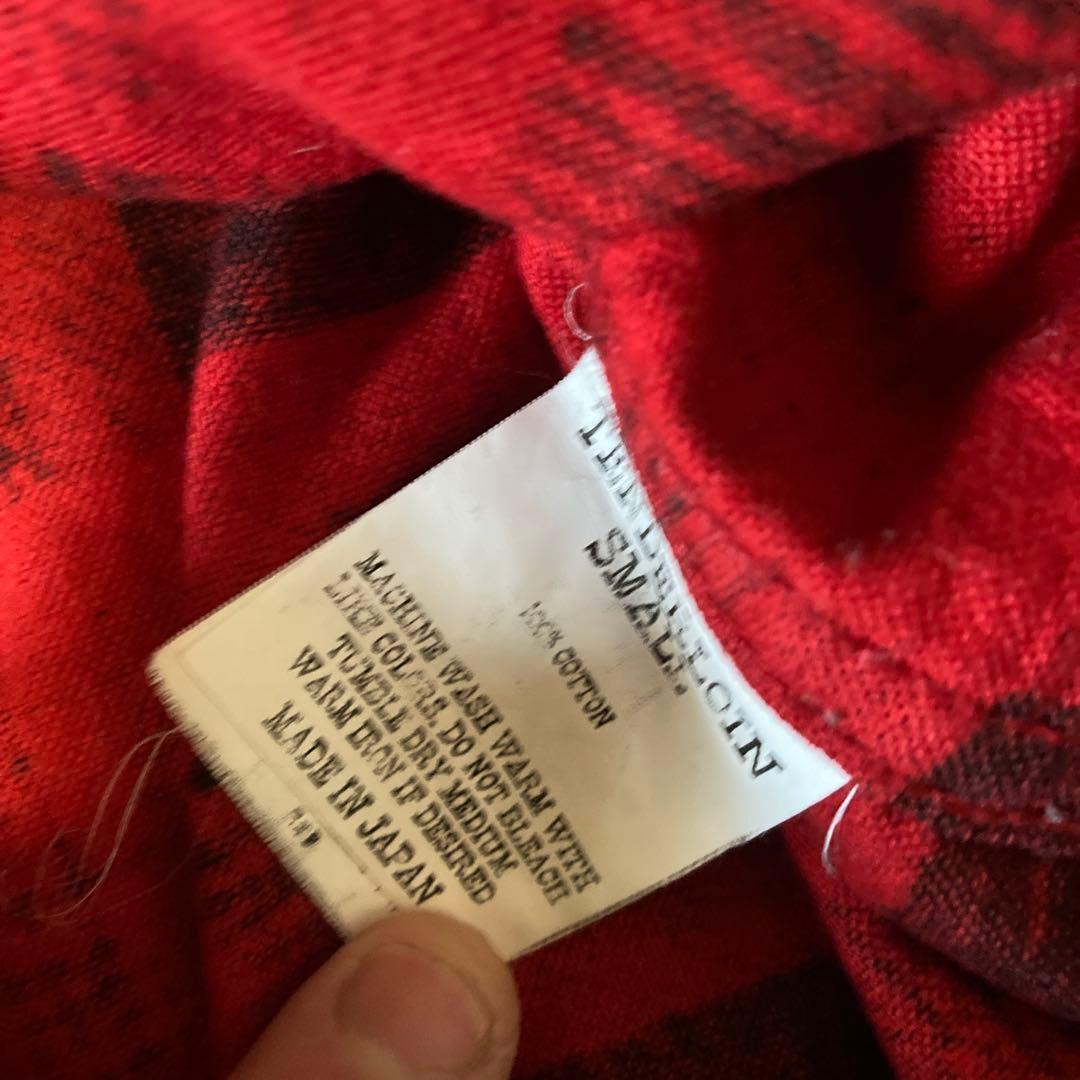 TENDERLOIN
SMALL
100% COTTON
MACHINE WASH WARM WITH
LIKE COLORS, DO NOT BLEACH
TUMBLE DRY MEDIUM
WARM IRON IF DESIRED
MADE IN JAPAN